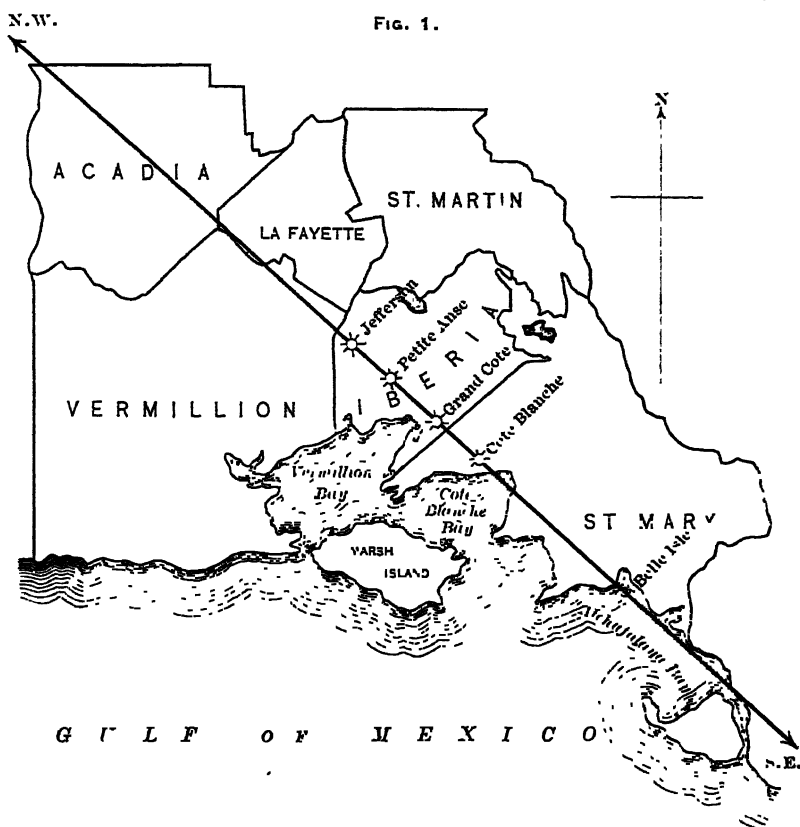 FIG. 1.
N.W.
N
ACADIA
ST. MARTIN
LA FAYETTE
Jefferson
Petite Anse
IBERIA
Grand Cote
VERMILLION
Cote Blanche
Vermillion
Bay
Cote
Blanche
Bay
ST MARY
MARSH
ISLAND
Belle Isle
Atchafalaya
GULF OF MEXICO
S.E.